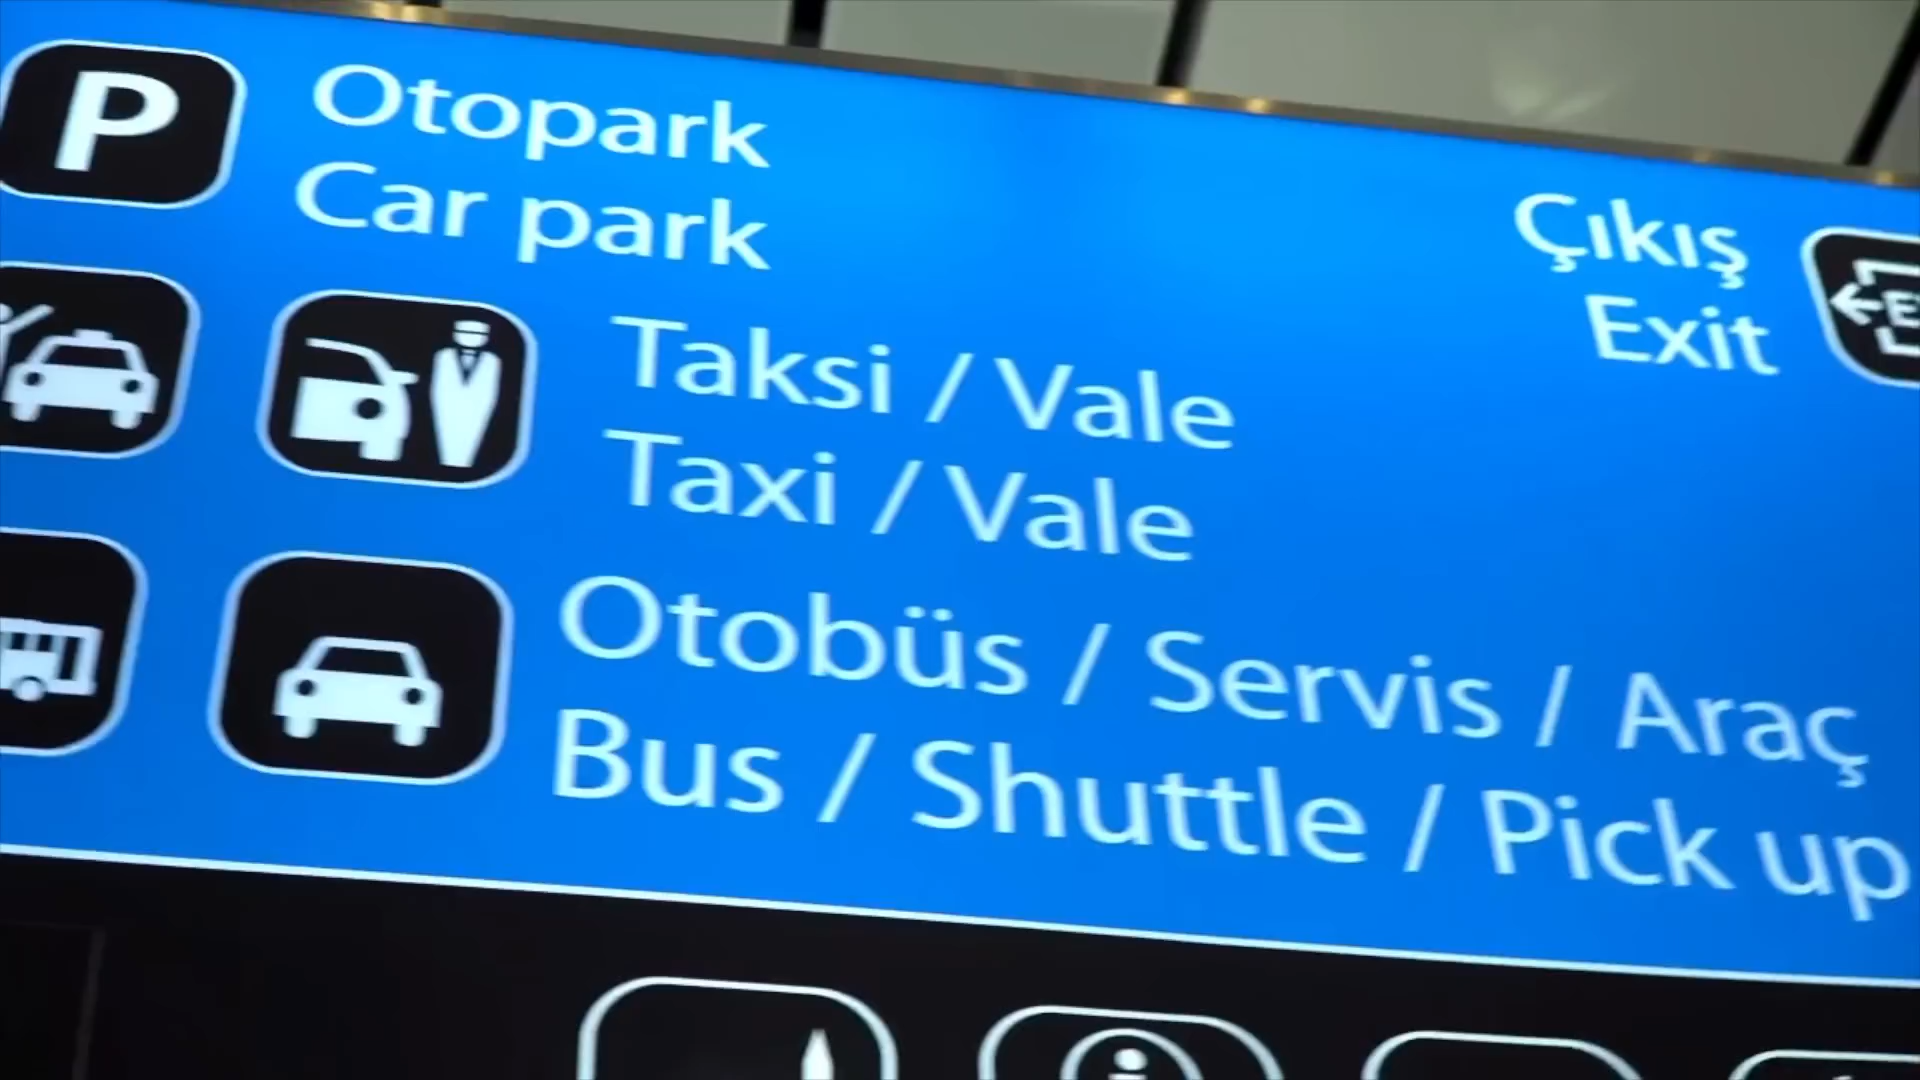 P
Otopark
Car park
Çıkış
Exit
Taksi / Vale
Taxi / Vale
Otobüs / Servis / Araç
Bus / Shuttle / Pick up